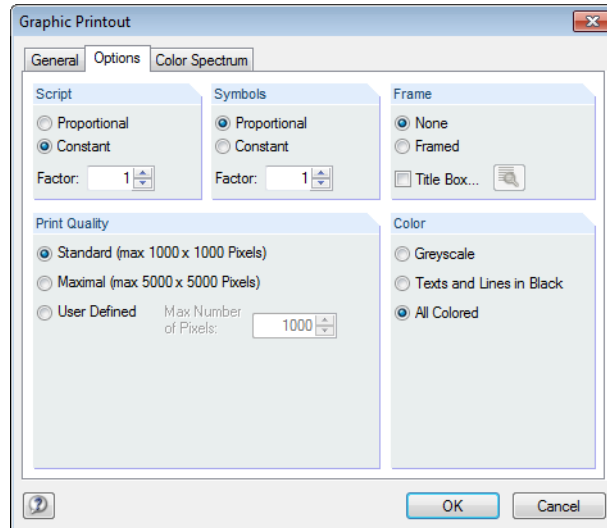 Graphic Printout
General Options Color Spectrum
Script
Proportional
Constant
Factor: 1
Symbols
Proportional
Constant
Factor: 1
Frame
None
Framed
Title Box...
Print Quality
Standard (max 1000 x 1000 Pixels)
Maximal (max 5000 x 5000 Pixels)
User Defined
Max Number
of Pixels: 1000
Color
Greyscale
Texts and Lines in Black
All Colored
OK Cancel